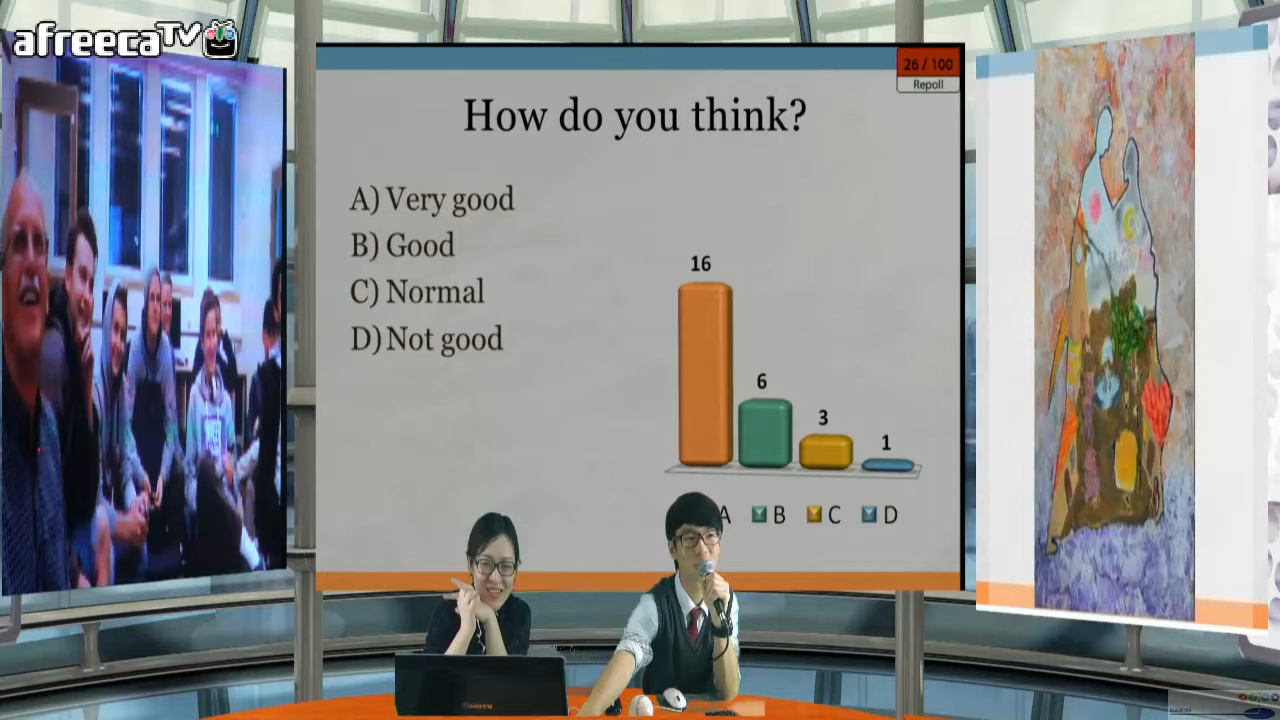 afreecaTV
26 / 100
Repoll
How do you think?
A) Very good
B) Good
C) Normal
D) Not good
16
6
3
1
A B C D